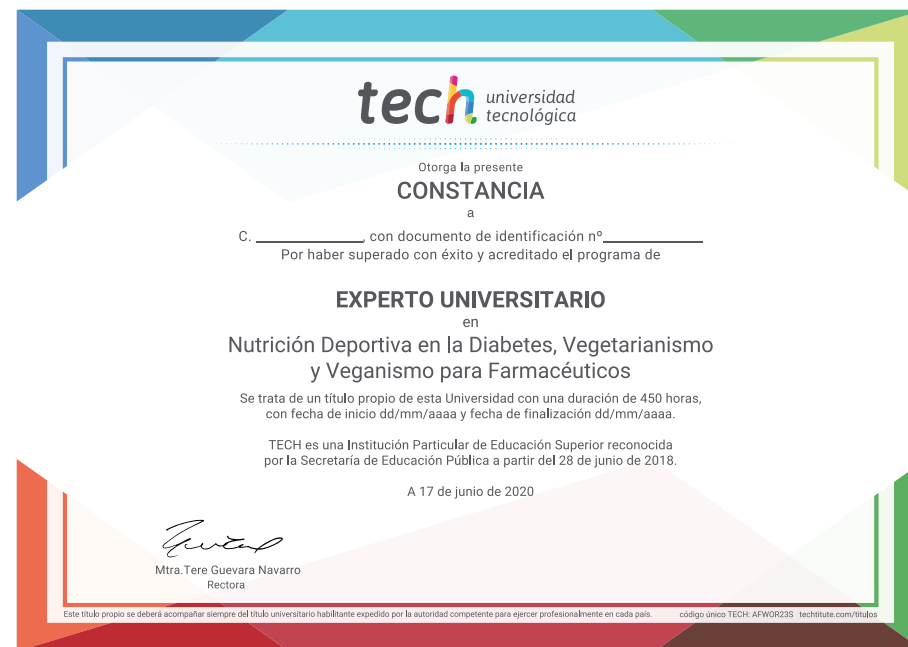 tech universidad
tecnológica
Otorga la presente
CONSTANCIA
a
C. ____________, con documento de identificación nº____________
Por haber superado con éxito y acreditado el programa de
EXPERTO UNIVERSITARIO
en
Nutrición Deportiva en la Diabetes, Vegetarianismo
y Veganismo para Farmacéuticos
Se trata de un título propio de esta Universidad con una duración de 450 horas,
con fecha de inicio dd/mm/aaaa y fecha de finalización dd/mm/aaaa.
TECH es una Institución Particular de Educación Superior reconocida
por la Secretaría de Educación Pública a partir del 28 de junio de 2018.
A 17 de junio de 2020
Mtra.Tere Guevara Navarro
Rectora
Este título propio se deberá acompañar siempre del título universitario habilitante expedido por la autoridad competente para ejercer profesionalmente en cada país. código único TECH: AFWOR23S techtitute.com/titulos